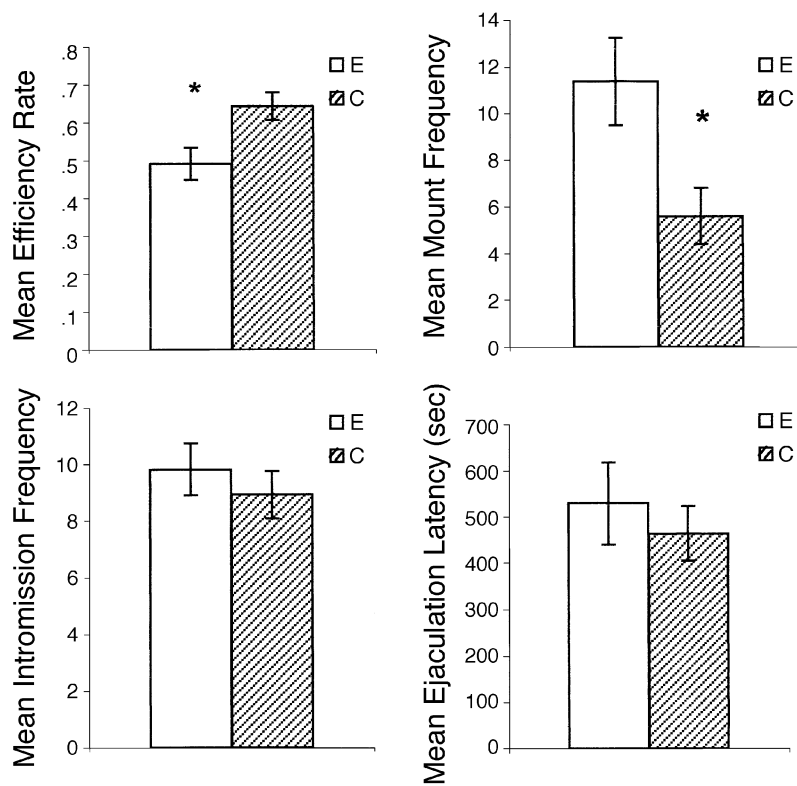 Mean Efficiency Rate
.8
.7
.6
.5
.4
.3
.2
.1
0
*
E
C
Mean Mount Frequency
14
12
10
8
6
4
2
0
*
E
C
Mean Intromission Frequency
12
10
8
6
4
2
0
E
C
Mean Ejaculation Latency (sec)
700
600
500
400
300
200
100
0
E
C